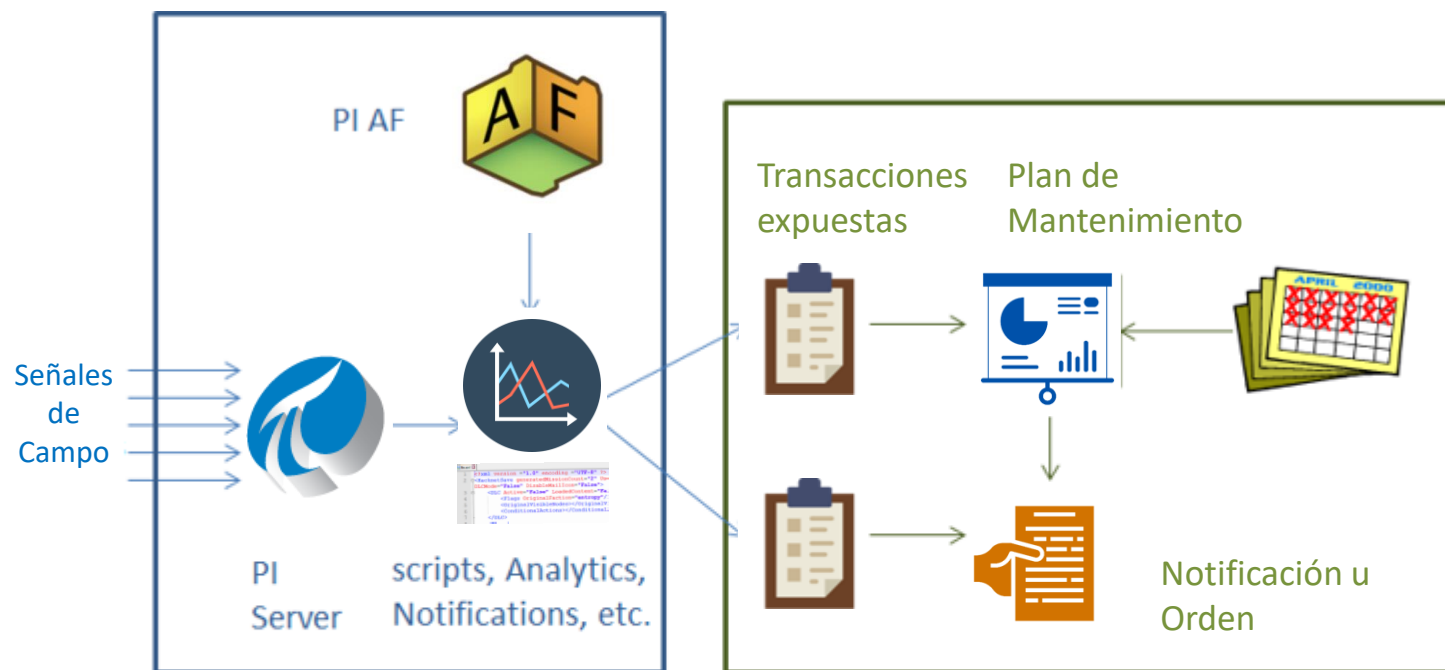 PI AF
A F
Señales
de
Campo
PI
Server
scripts, Analytics,
Notifications, etc.
Transacciones
expuestas
Plan de
Mantenimiento
APRIL 2000
Notificación u
Orden